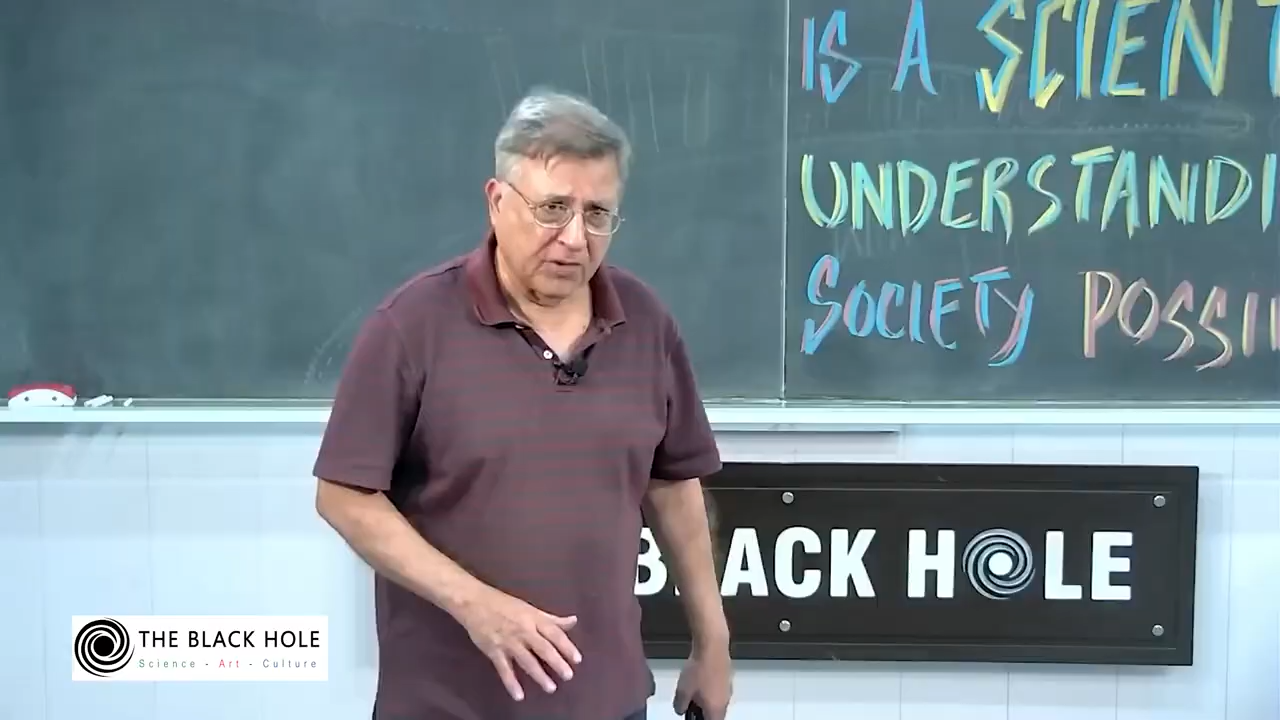 IS A SCIENT
UNDERSTANDI
SOCIETY POSSI
BLACK HOLE
THE BLACK HOLE
Science - Art - Culture